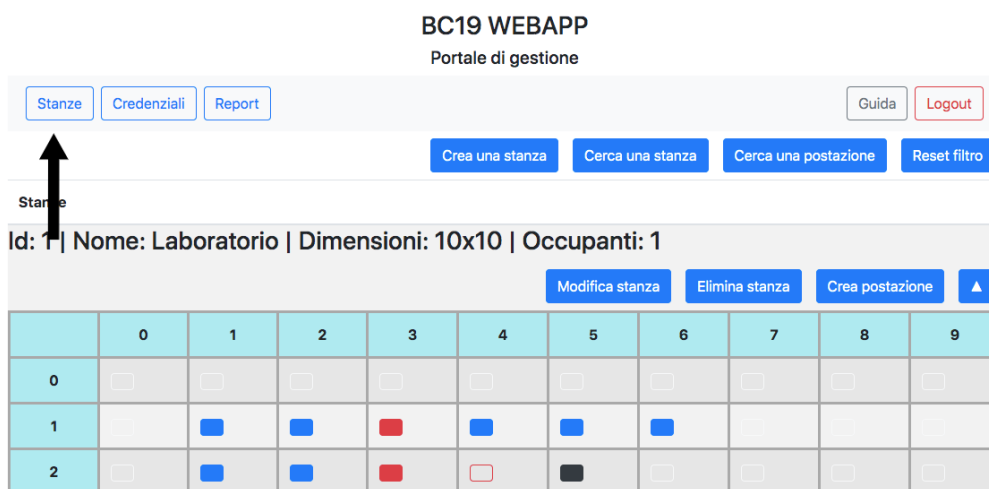 BC19 WEBAPP
Portale di gestione
Stanze Credenziali Report Guida Logout
Crea una stanza Cerca una stanza Cerca una postazione Reset filtro
Stanze
Id: 1 | Nome: Laboratorio | Dimensioni: 10x10 | Occupanti: 1
Modifica stanza Elimina stanza Crea postazione ▲
0 1 2 3 4 5 6 7 8 9
0
1
2